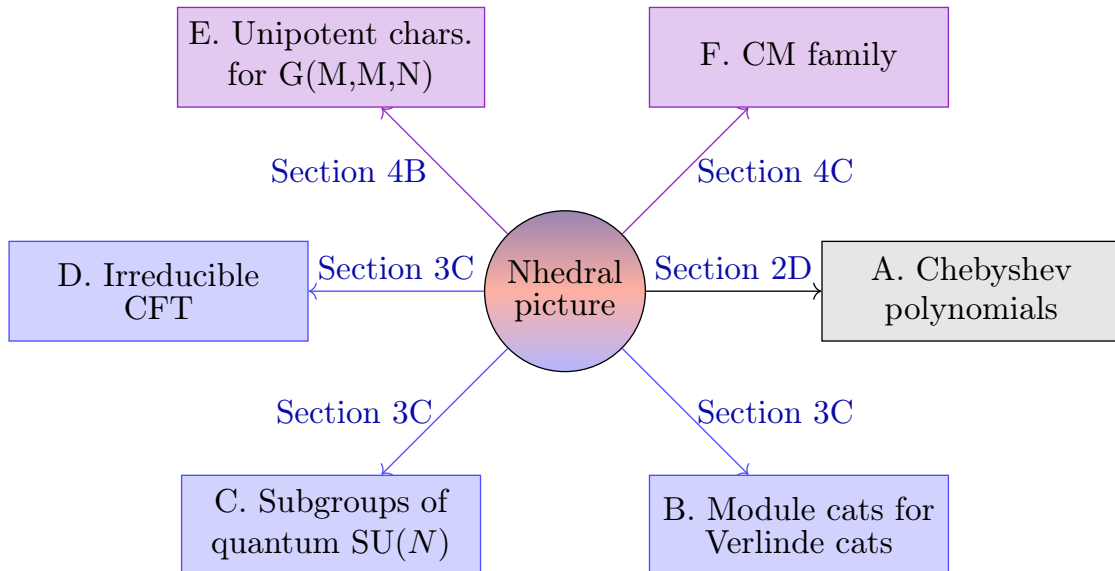 E. Unipotent chars.
for G(M,M,N)
F. CM family
Section 4B
Section 4C
D. Irreducible
CFT
Section 3C
Nhedral
picture
Section 2D
A. Chebyshev
polynomials
Section 3C
Section 3C
C. Subgroups of
quantum SU(N)
B. Module cats for
Verlinde cats